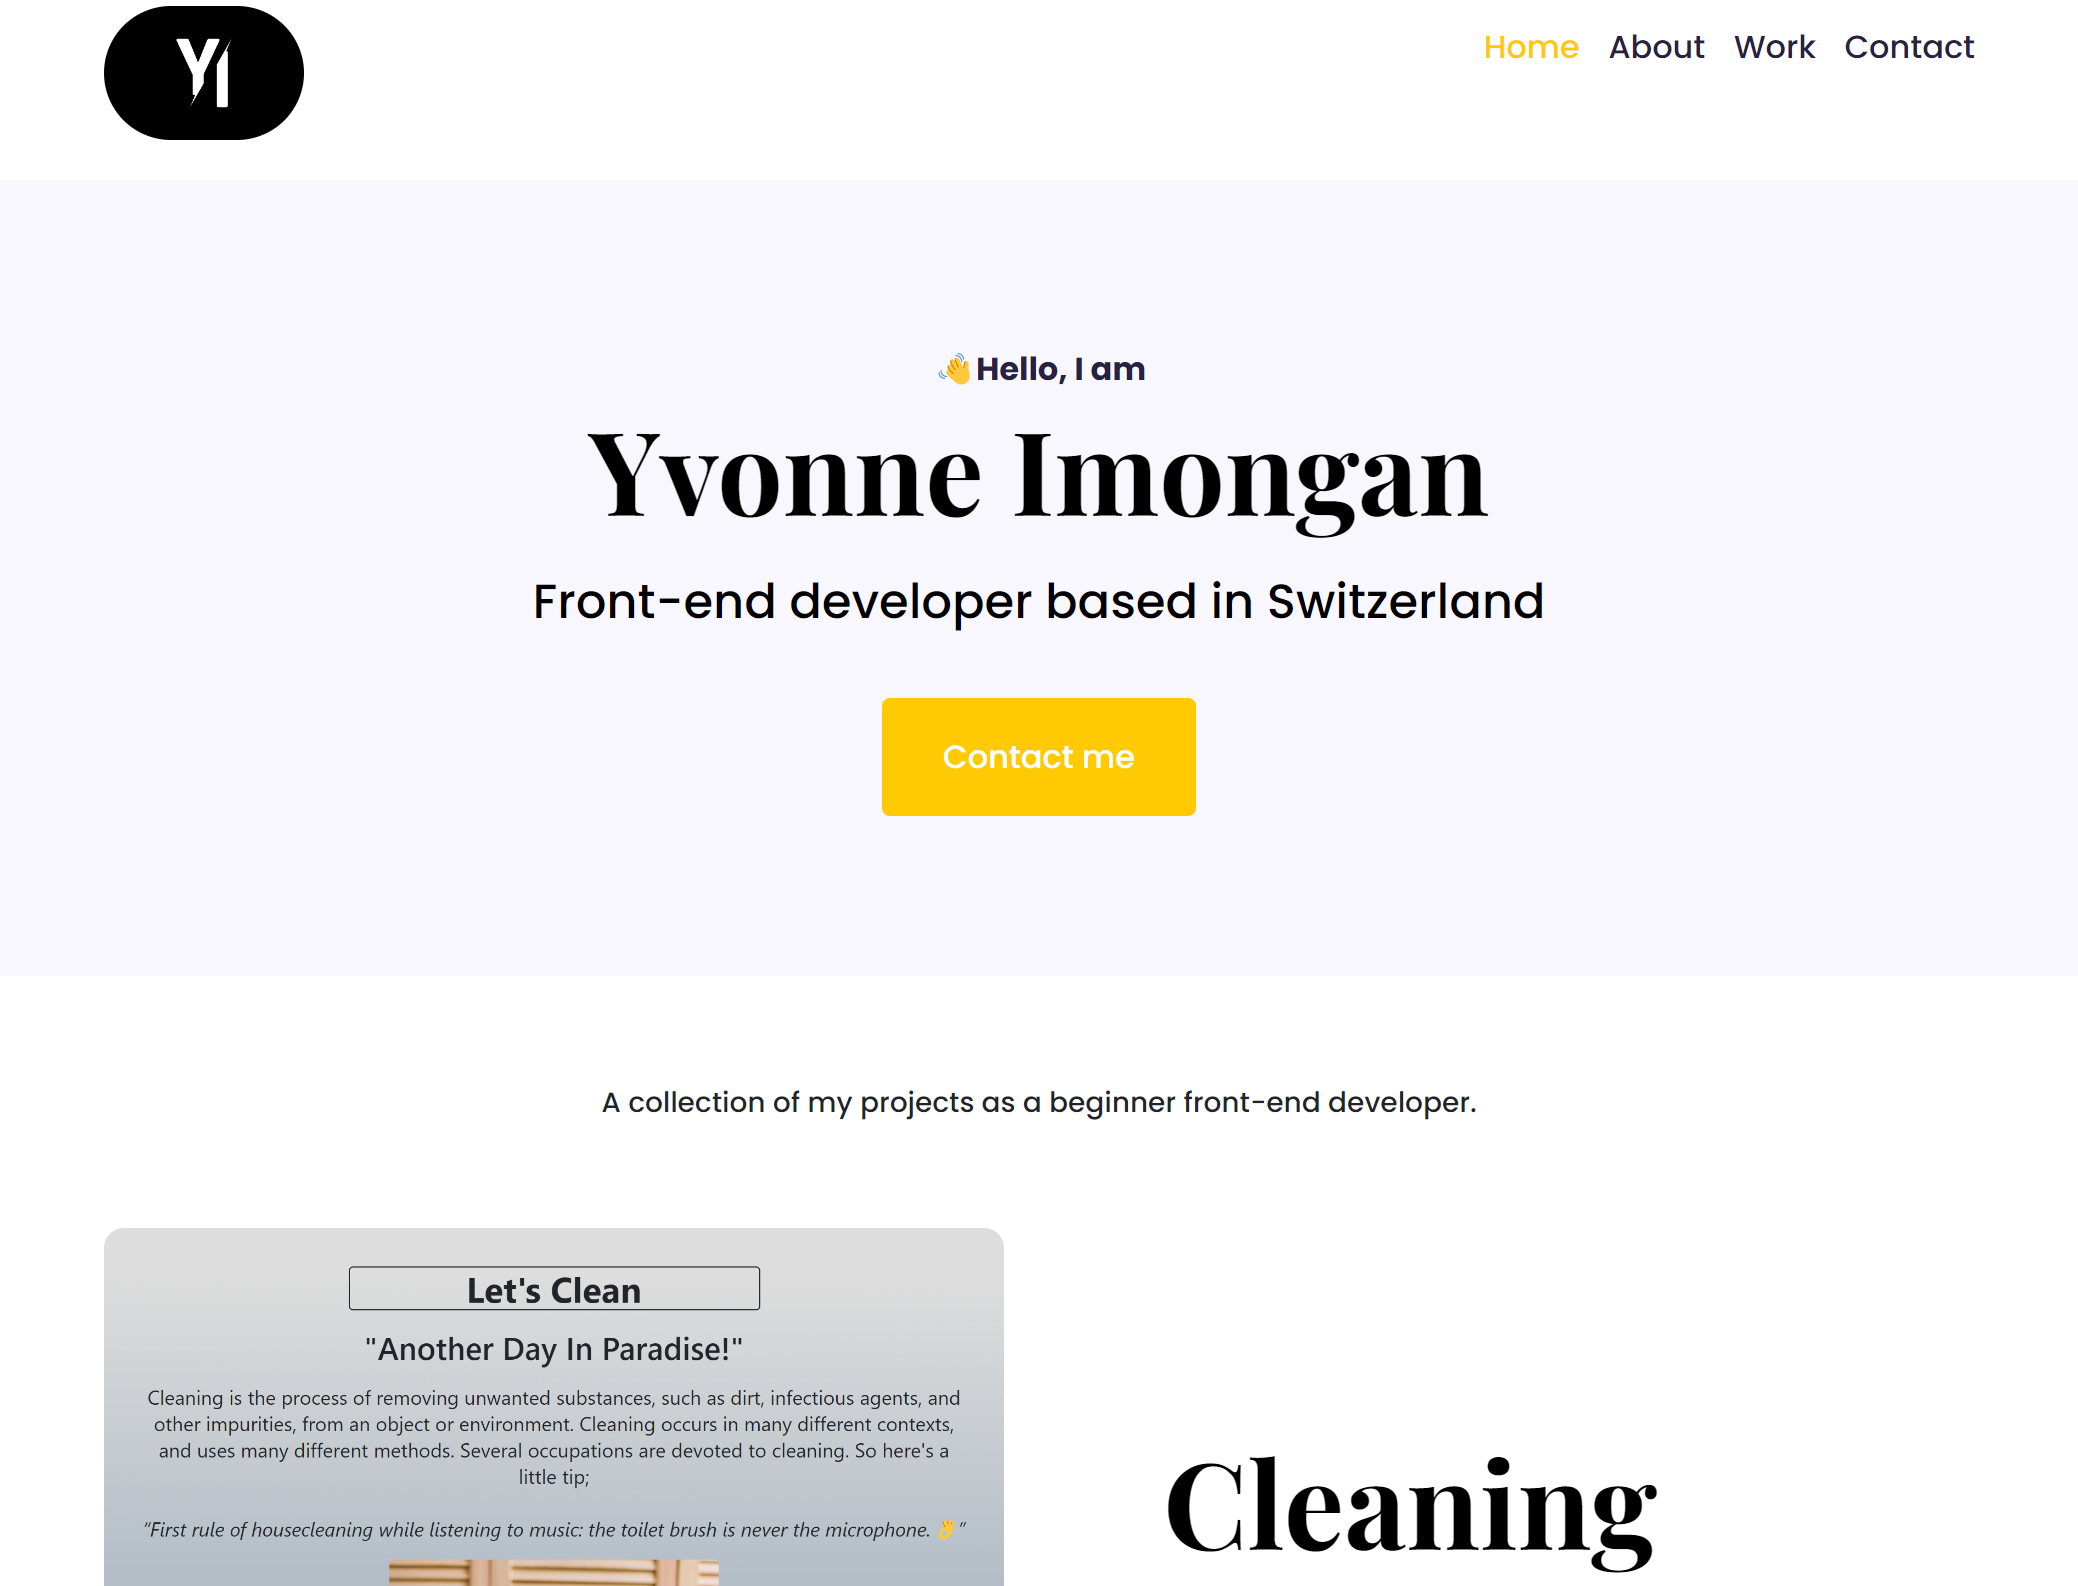 YI
Home About Work Contact
👋 Hello, I am
Yvonne Imongan
Front-end developer based in Switzerland
Contact me
A collection of my projects as a beginner front-end developer.
Let's Clean
"Another Day In Paradise!"
Cleaning is the process of removing unwanted substances, such as dirt, infectious agents, and
other impurities, from an object or environment. Cleaning occurs in many different contexts,
and uses many different methods. Several occupations are devoted to cleaning. So here's a
little tip;
“First rule of housecleaning while listening to music: the toilet brush is never the microphone. 👌”
Cleaning